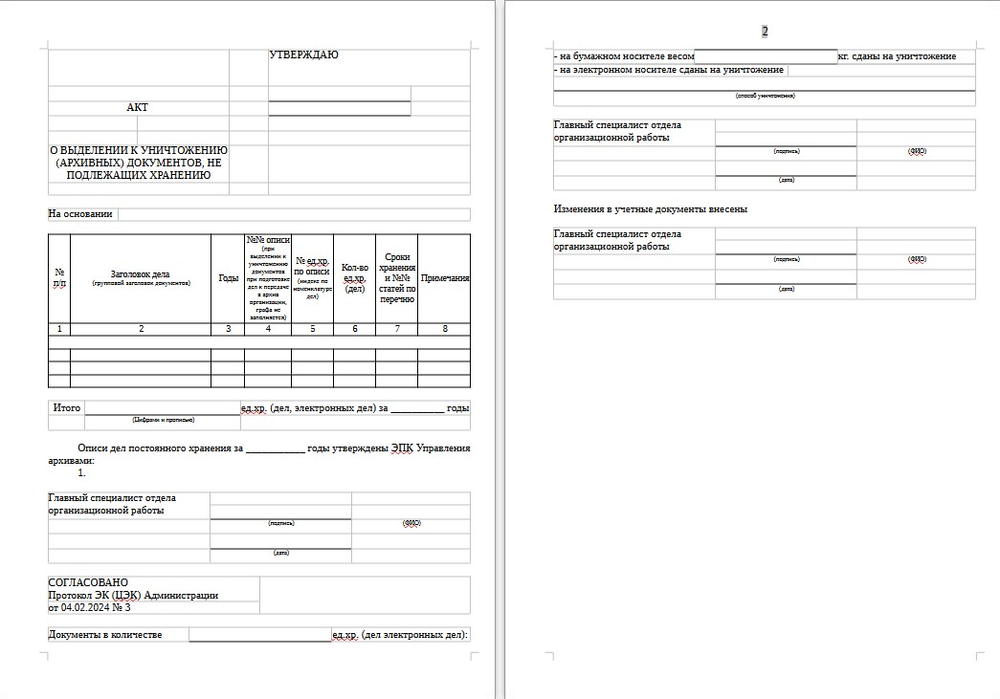 УТВЕРЖДАЮ
АКТ
О ВЫДЕЛЕНИИ К УНИЧТОЖЕНИЮ
(АРХИВНЫХ) ДОКУМЕНТОВ, НЕ
ПОДЛЕЖАЩИХ ХРАНЕНИЮ
На основании
№
п/п
Заголовок дела
(групповой заголовок документов)
Годы
№№ описи
(при
выделении к
уничтожению
документов
при подготовке
дел к передаче
в архив
организации,
графа не
заполняется)
№ ед.хр.
по описи
(индекс по
номенклатуре
дел)
Кол-во
ед.хр.
(дел)
Сроки
хранения
и №№
статей по
перечню
Примечания
1 2 3 4 5 6 7 8
Итого ед.хр. (дел, электронных дел) за __________ годы
(Цифрами и прописью)
Описи дел постоянного хранения за ___________ годы утверждены ЭПК Управления
архивами:
1.
Главный специалист отдела
организационной работы
(подпись) (ФИО)
(дата)
СОГЛАСОВАНО
Протокол ЭК (ЦЭК) Администрации
от 04.02.2024 № 3
Документы в количестве ед.хр. (дел электронных дел):
2
- на бумажном носителе весом кг. сданы на уничтожение
- на электронном носителе сданы на уничтожение
(способ уничтожения)
Главный специалист отдела
организационной работы
(подпись) (ФИО)
(дата)
Изменения в учетные документы внесены
Главный специалист отдела
организационной работы
(подпись) (ФИО)
(дата)